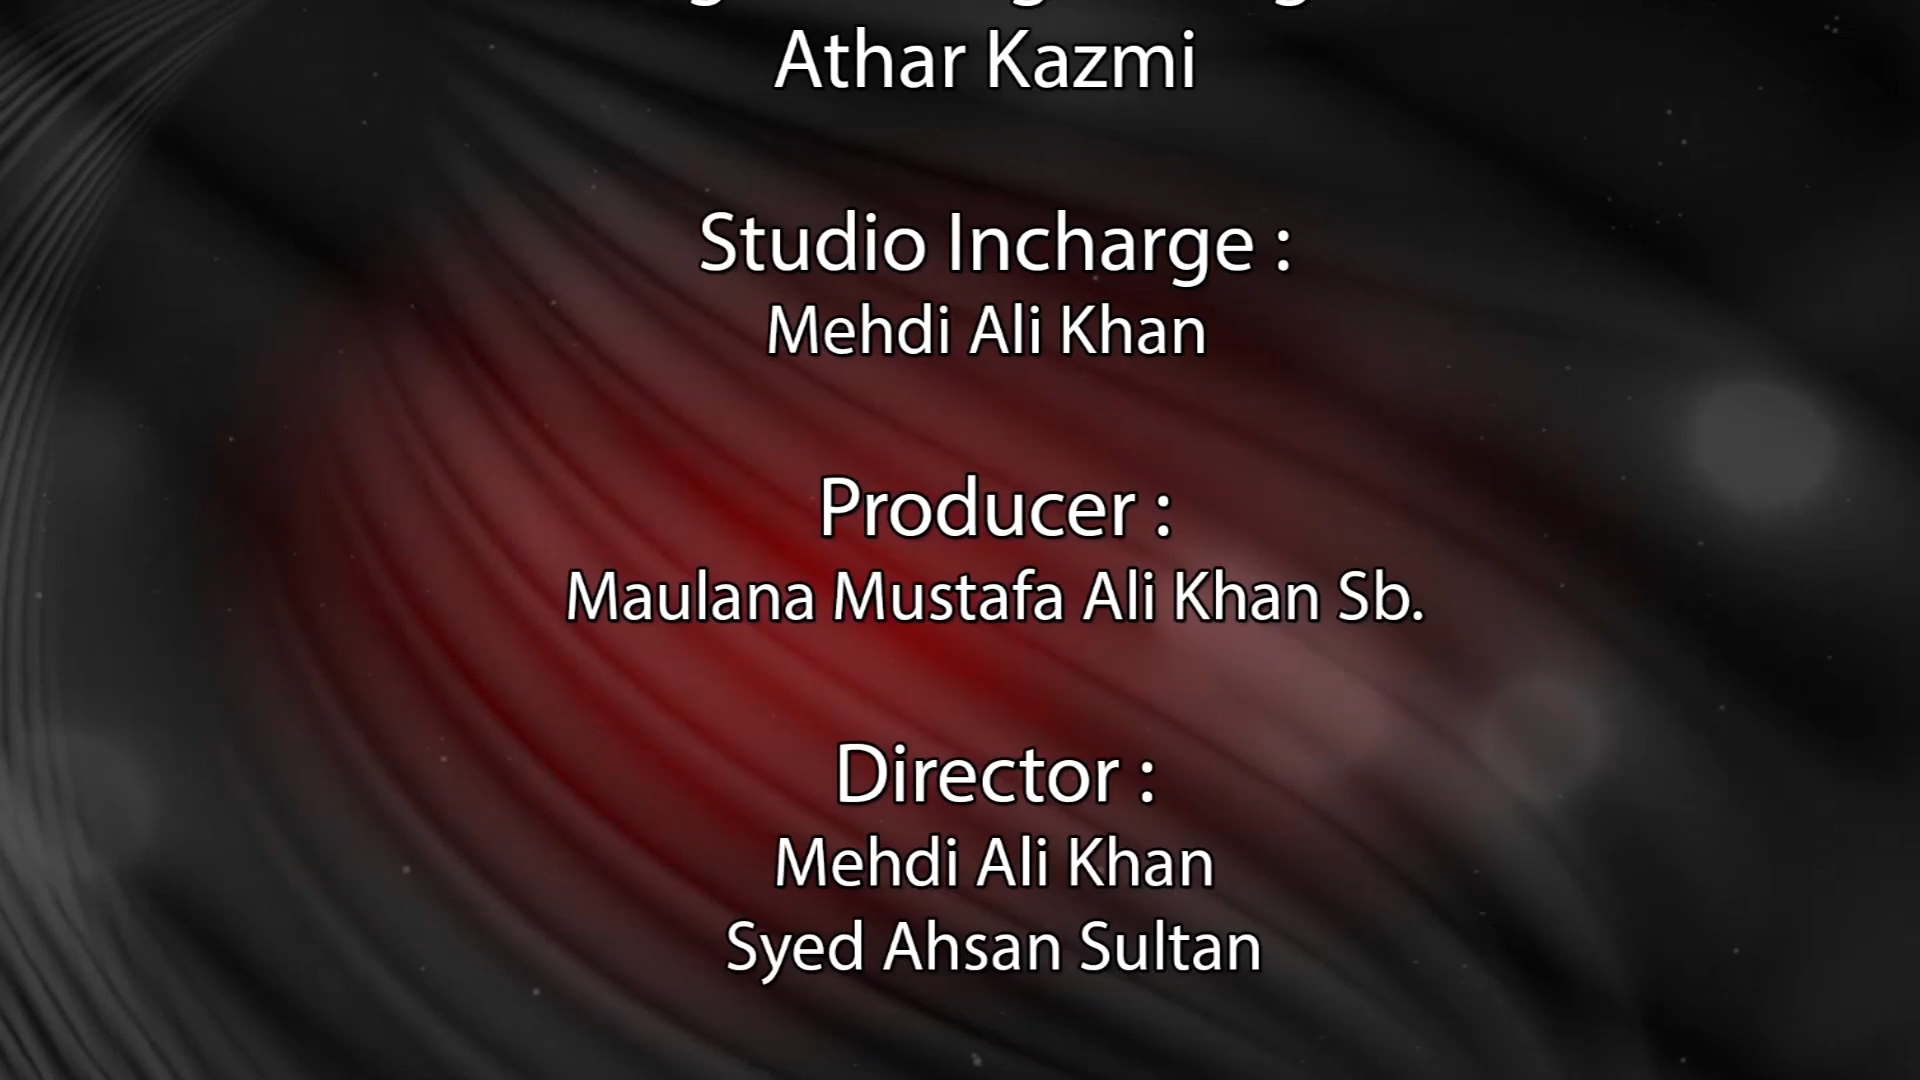 Athar Kazmi
Studio Incharge :
Mehdi Ali Khan
Producer :
Maulana Mustafa Ali Khan Sb.
Director :
Mehdi Ali Khan
Syed Ahsan Sultan